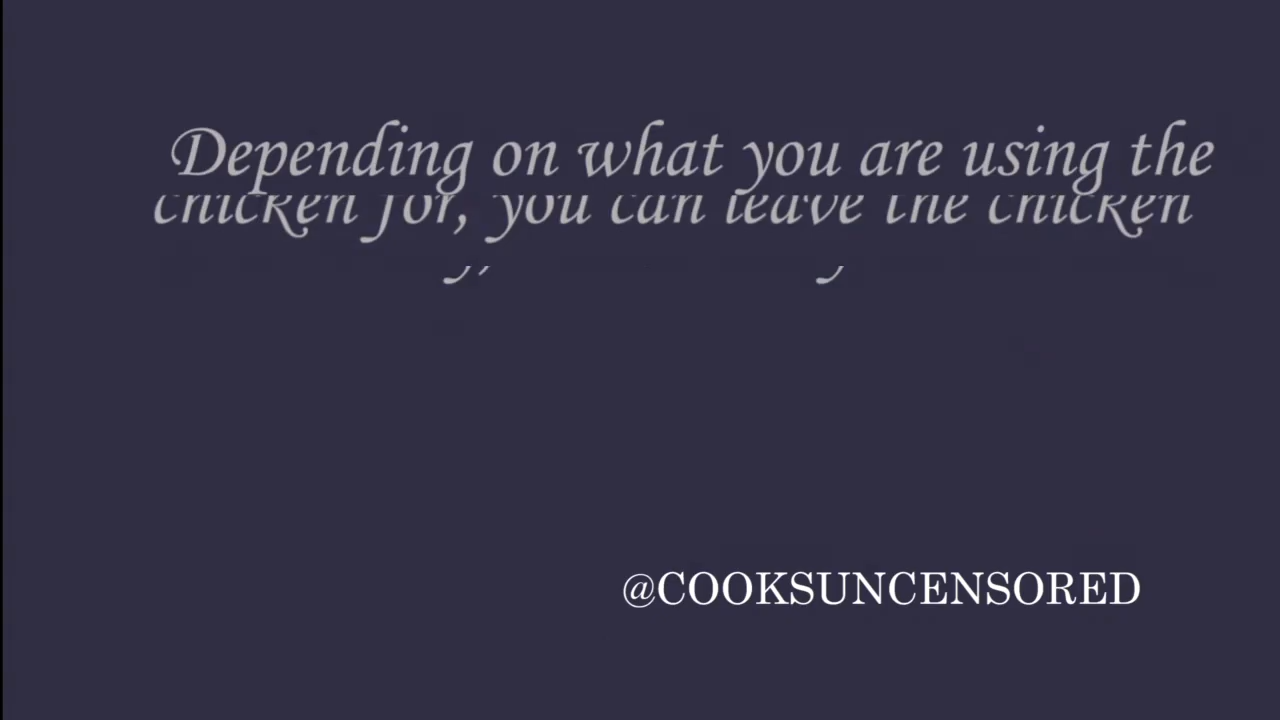 Depending on what you are using the
chicken for, you can leave the chicken
@COOKSUNCENSORED